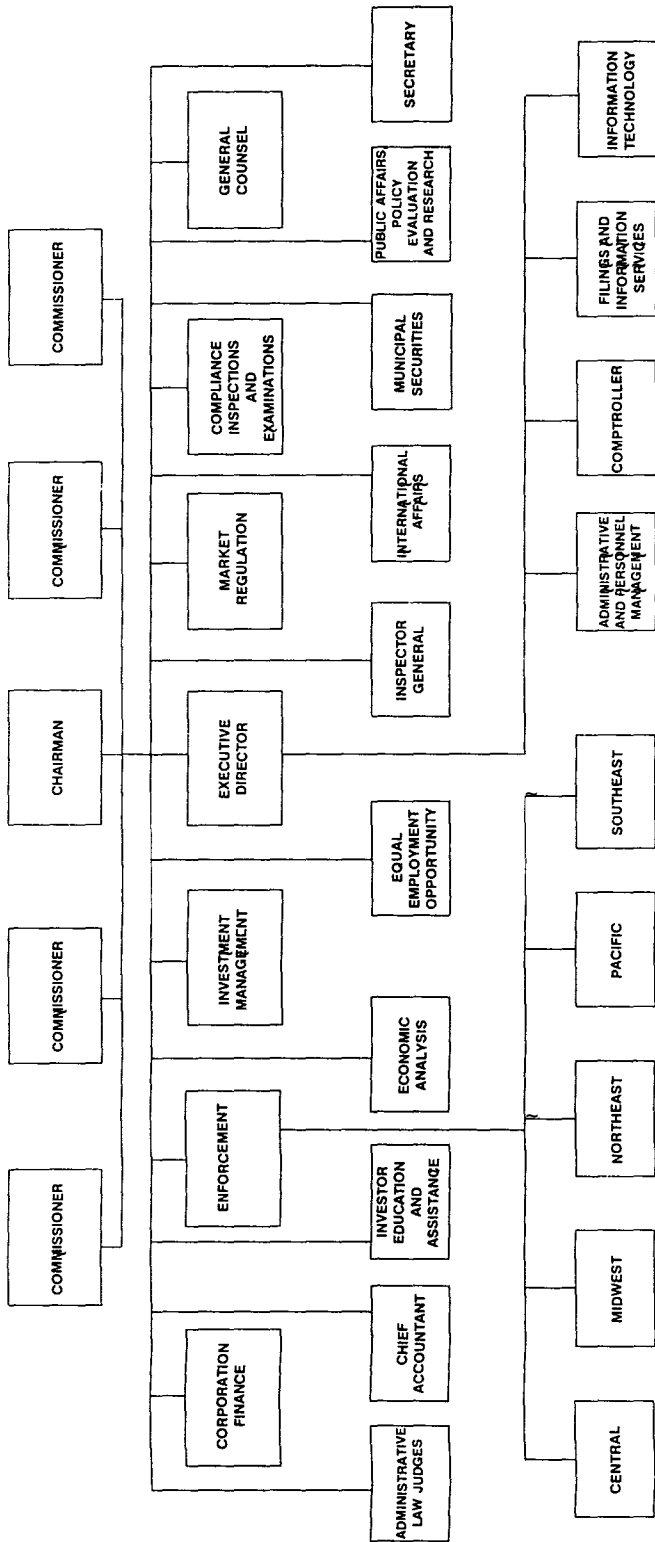 COMMISSIONER
COMMISSIONER
CHAIRMAN
COMMISSIONER
COMMISSIONER
CORPORATION
FINANCE
ENFORCEMENT
INVESTMENT
MANAGEMENT
EXECUTIVE
DIRECTOR
MARKET
REGULATION
COMPLIANCE
INSPECTIONS
AND
EXAMINATIONS
GENERAL
COUNSEL
ADMINISTRATIVE
LAW JUDGES
CHIEF
ACCOUNTANT
INVESTOR
EDUCATION
AND
ASSISTANCE
ECONOMIC
ANALYSIS
EQUAL
EMPLOYMENT
OPPORTUNITY
INSPECTOR
GENERAL
INTERNATIONAL
AFFAIRS
MUNICIPAL
SECURITIES
PUBLIC AFFAIRS,
POLICY
EVALUATION
AND RESEARCH
SECRETARY
CENTRAL
MIDWEST
NORTHEAST
PACIFIC
SOUTHEAST
ADMINISTRATIVE
AND PERSONNEL
MANAGEMENT
COMPTROLLER
FILINGS AND
INFORMATION
SERVICES
INFORMATION
TECHNOLOGY